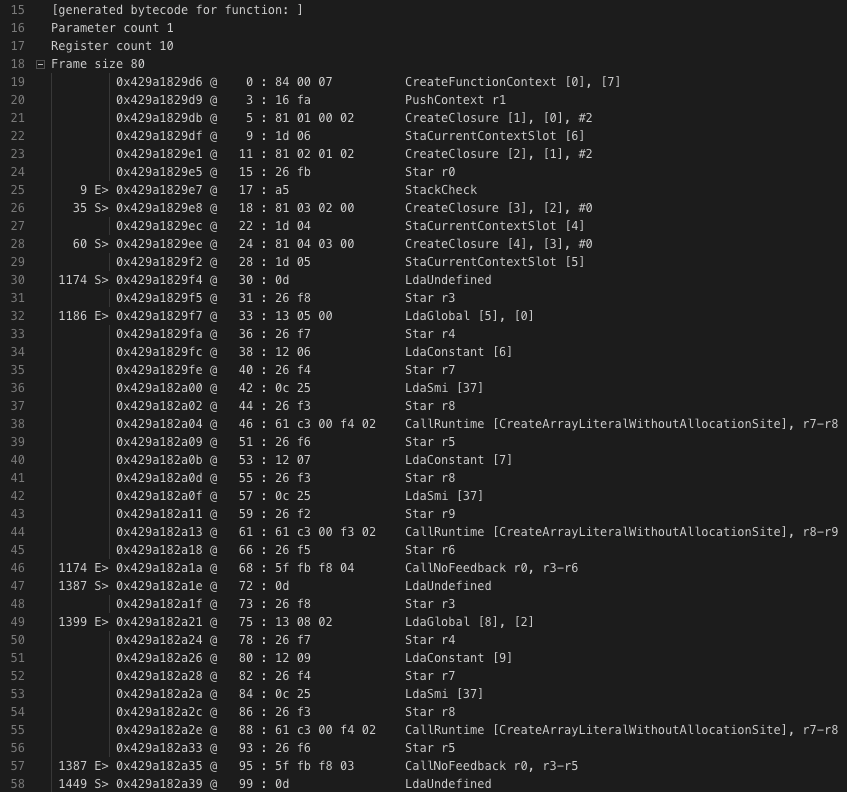 15 [generated bytecode for function: ]
16 Parameter count 1
17 Register count 10
18 Frame size 80
19 0x429a1829d6 @ 0 : 84 00 07 CreateFunctionContext [0], [7]
20 0x429a1829d9 @ 3 : 16 fa PushContext r1
21 0x429a1829db @ 5 : 81 01 00 02 CreateClosure [1], [0], #2
22 0x429a1829df @ 9 : 1d 06 StaCurrentContextSlot [6]
23 0x429a1829e1 @ 11 : 81 02 01 02 CreateClosure [2], [1], #2
24 0x429a1829e5 @ 15 : 26 fb Star r0
25 9 E> 0x429a1829e7 @ 17 : a5 StackCheck
26 35 S> 0x429a1829e8 @ 18 : 81 03 02 00 CreateClosure [3], [2], #0
27 0x429a1829ec @ 22 : 1d 04 StaCurrentContextSlot [4]
28 60 S> 0x429a1829ee @ 24 : 81 04 03 00 CreateClosure [4], [3], #0
29 0x429a1829f2 @ 28 : 1d 05 StaCurrentContextSlot [5]
30 1174 S> 0x429a1829f4 @ 30 : 0d LdaUndefined
31 0x429a1829f5 @ 31 : 26 f8 Star r3
32 1186 E> 0x429a1829f7 @ 33 : 13 05 00 LdaGlobal [5], [0]
33 0x429a1829fa @ 36 : 26 f7 Star r4
34 0x429a1829fc @ 38 : 12 06 LdaConstant [6]
35 0x429a1829fe @ 40 : 26 f4 Star r7
36 0x429a182a00 @ 42 : 0c 25 LdaSmi [37]
37 0x429a182a02 @ 44 : 26 f3 Star r8
38 0x429a182a04 @ 46 : 61 c3 00 f4 02 CallRuntime [CreateArrayLiteralWithoutAllocationSite], r7-r8
39 0x429a182a09 @ 51 : 26 f6 Star r5
40 0x429a182a0b @ 53 : 12 07 LdaConstant [7]
41 0x429a182a0d @ 55 : 26 f3 Star r8
42 0x429a182a0f @ 57 : 0c 25 LdaSmi [37]
43 0x429a182a11 @ 59 : 26 f2 Star r9
44 0x429a182a13 @ 61 : 61 c3 00 f3 02 CallRuntime [CreateArrayLiteralWithoutAllocationSite], r8-r9
45 0x429a182a18 @ 66 : 26 f5 Star r6
46 1174 E> 0x429a182a1a @ 68 : 5f fb f8 04 CallNoFeedback r0, r3-r6
47 1387 S> 0x429a182a1e @ 72 : 0d LdaUndefined
48 0x429a182a1f @ 73 : 26 f8 Star r3
49 1399 E> 0x429a182a21 @ 75 : 13 08 02 LdaGlobal [8], [2]
50 0x429a182a24 @ 78 : 26 f7 Star r4
51 0x429a182a26 @ 80 : 12 09 LdaConstant [9]
52 0x429a182a28 @ 82 : 26 f4 Star r7
53 0x429a182a2a @ 84 : 0c 25 LdaSmi [37]
54 0x429a182a2c @ 86 : 26 f3 Star r8
55 0x429a182a2e @ 88 : 61 c3 00 f4 02 CallRuntime [CreateArrayLiteralWithoutAllocationSite], r7-r8
56 0x429a182a33 @ 93 : 26 f6 Star r5
57 1387 E> 0x429a182a35 @ 95 : 5f fb f8 03 CallNoFeedback r0, r3-r5
58 1449 S> 0x429a182a39 @ 99 : 0d LdaUndefined